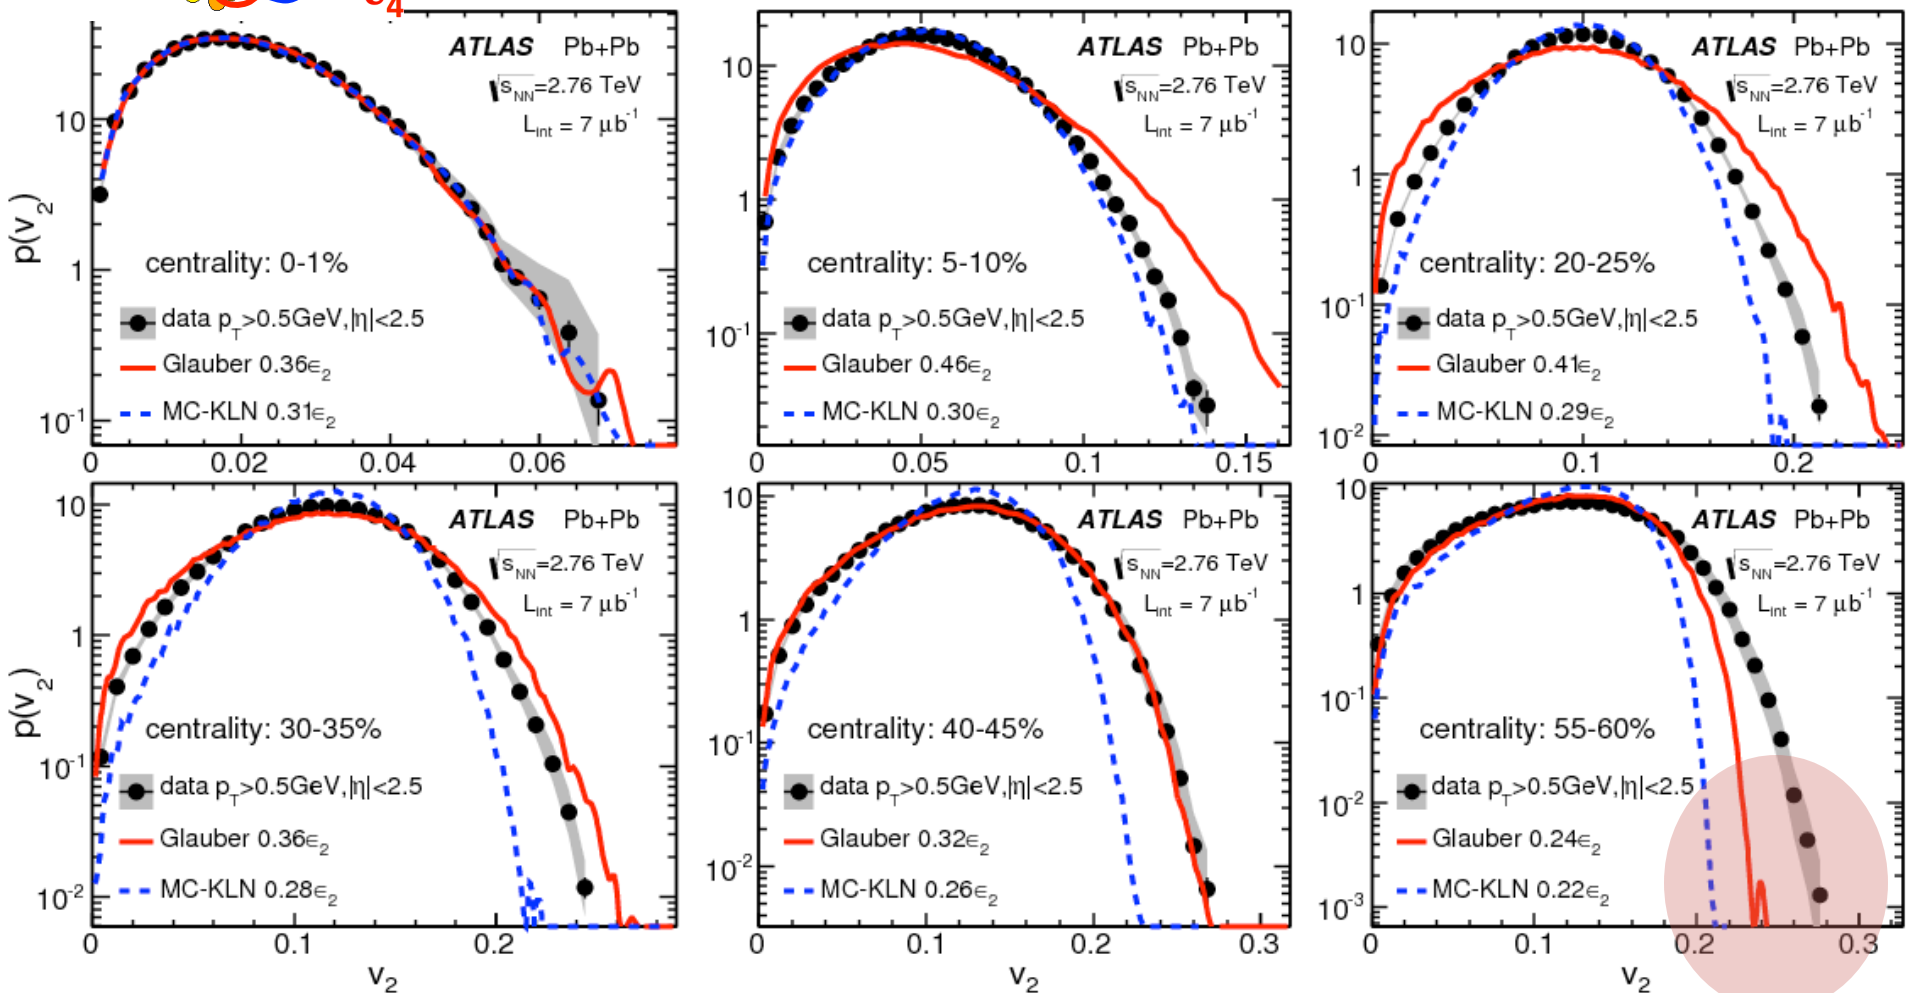 ε4
ATLAS Pb+Pb
√sNN=2.76 TeV
Lint = 7 μb-1
centrality: 0-1%
data pT>0.5GeV,|η|<2.5
Glauber 0.36ϵ2
MC-KLN 0.31ϵ2
p(v2)
10
1
10-1
0 0.02 0.04 0.06
ATLAS Pb+Pb
√sNN=2.76 TeV
Lint = 7 μb-1
centrality: 5-10%
data pT>0.5GeV,|η|<2.5
Glauber 0.46ϵ2
MC-KLN 0.30ϵ2
10
1
10-1
0 0.05 0.1 0.15
ATLAS Pb+Pb
√sNN=2.76 TeV
Lint = 7 μb-1
centrality: 20-25%
data pT>0.5GeV,|η|<2.5
Glauber 0.41ϵ2
MC-KLN 0.29ϵ2
10
1
10-1
10-2
0 0.1 0.2
ATLAS Pb+Pb
√sNN=2.76 TeV
Lint = 7 μb-1
centrality: 30-35%
data pT>0.5GeV,|η|<2.5
Glauber 0.36ϵ2
MC-KLN 0.28ϵ2
p(v2)
10
1
10-1
10-2
0 0.1 0.2
v2
ATLAS Pb+Pb
√sNN=2.76 TeV
Lint = 7 μb-1
centrality: 40-45%
data pT>0.5GeV,|η|<2.5
Glauber 0.32ϵ2
MC-KLN 0.26ϵ2
10
1
10-1
10-2
0 0.1 0.2 0.3
v2
ATLAS Pb+Pb
√sNN=2.76 TeV
Lint = 7 μb-1
centrality: 55-60%
data pT>0.5GeV,|η|<2.5
Glauber 0.24ϵ2
MC-KLN 0.22ϵ2
10
1
10-1
10-2
10-3
0 0.1 0.2 0.3
v2